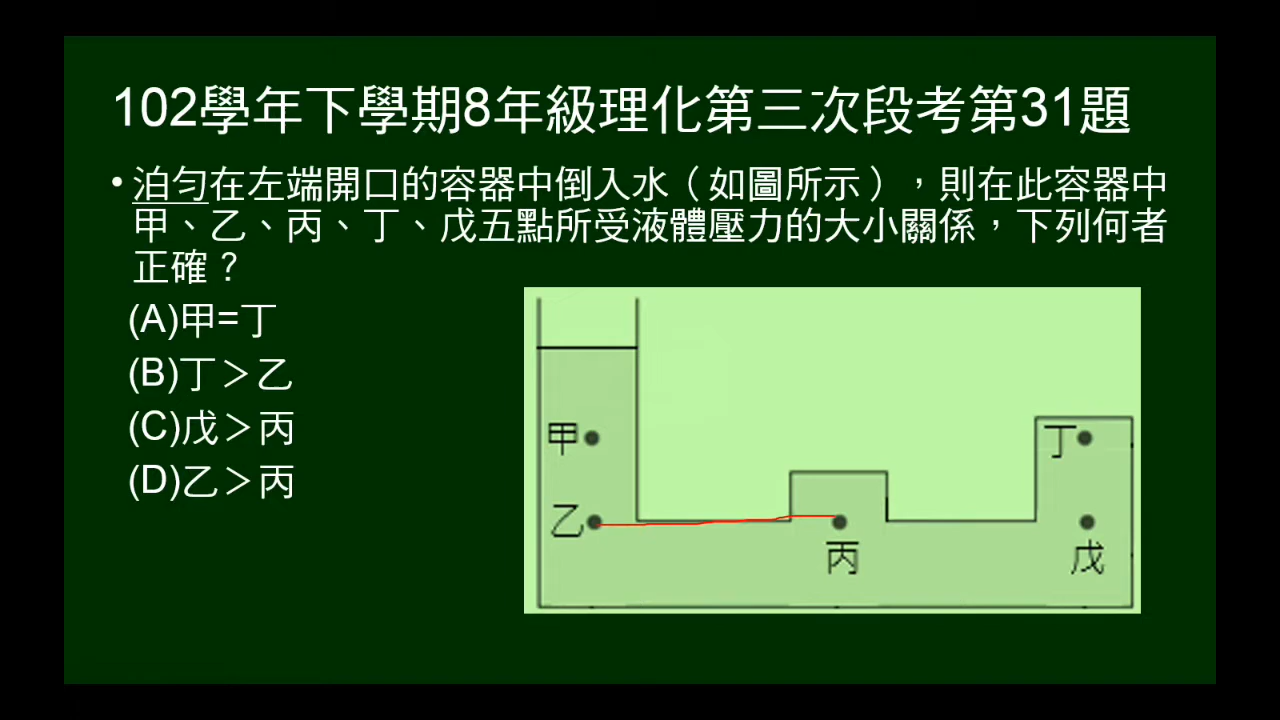 102學年下學期8年級理化第三次段考第31題
•泊勻在左端開口的容器中倒入水（如圖所示），則在此容器中
甲、乙、丙、丁、戊五點所受液體壓力的大小關係，下列何者
正確？
(A)甲=丁
(B)丁＞乙
(C)戊＞丙
(D)乙＞丙
甲
丁
乙
丙
戊